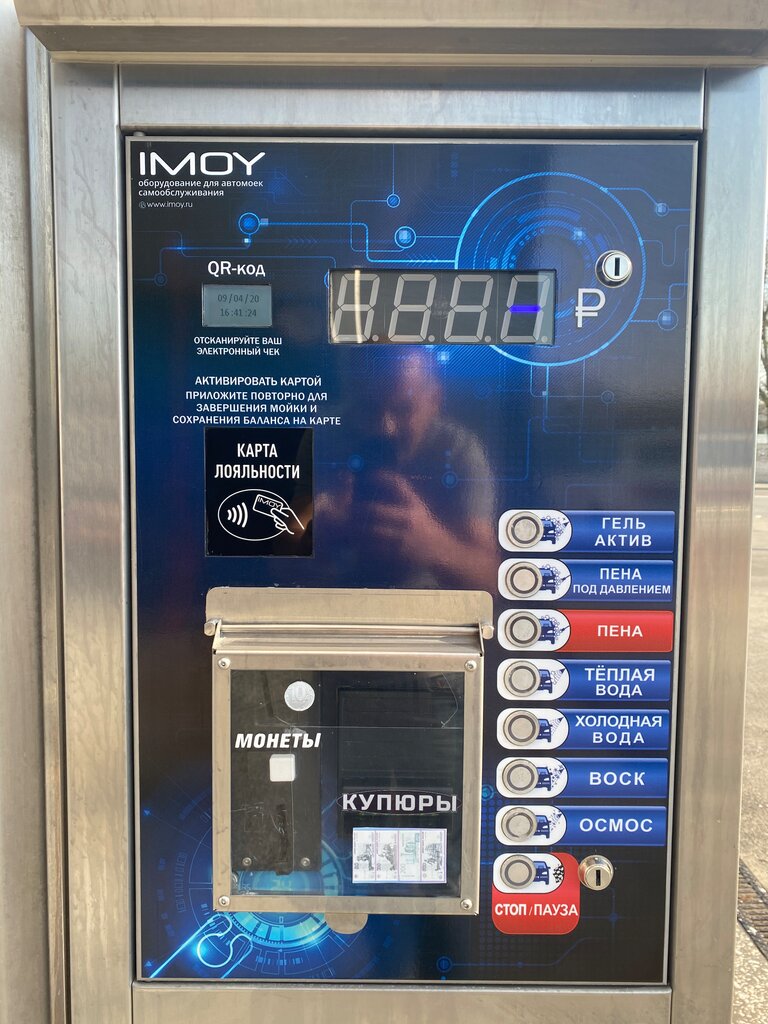 IMOY
оборудование для автомоек
самообслуживания
www.imoy.ru
QR-код
09/04/20
16:41:24
ОТСКАНИРУЙТЕ ВАШ
ЭЛЕКТРОННЫЙ ЧЕК
₽
АКТИВИРОВАТЬ КАРТОЙ
ПРИЛОЖИТЕ ПОВТОРНО ДЛЯ
ЗАВЕРШЕНИЯ МОЙКИ И
СОХРАНЕНИЯ БАЛАНСА НА КАРТЕ
КАРТА
ЛОЯЛЬНОСТИ
IMOY
ГЕЛЬ
АКТИВ
ПЕНА
ПОД ДАВЛЕНИЕМ
ПЕНА
ТЁПЛАЯ
ВОДА
ХОЛОДНАЯ
ВОДА
ВОСК
ОСМОС
СТОП/ПАУЗА
10
МОНЕТЫ
КУПЮРЫ